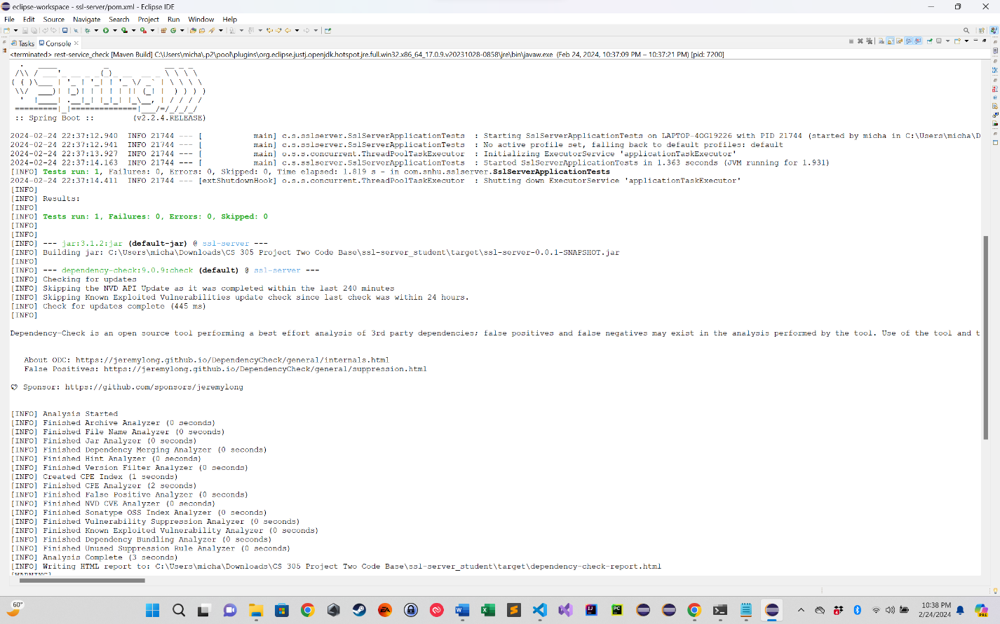 eclipse-workspace - ssl-server/pom.xml - Eclipse IDE
File Edit Source Navigate Search Project Run Window Help
Tasks Console
<terminated> rest-service_check [Maven Build] C:\Users\micha\.p2\pool\plugins\org.eclipse.justj.openjdk.hotspot.jre.full.win32.x86_64_17.0.9.v20231028-0858\jre\bin\javaw.exe (Feb 24, 2024, 10:37:09 PM – 10:37:21 PM) [pid: 7200]
:: Spring Boot :: (v2.2.4.RELEASE)
2024-02-24 22:37:12.940 INFO 21744 --- [ main] c.s.sslserver.SslServerApplicationTests : Starting SslServerApplicationTests on LAPTOP-4OG19226 with PID 21744 (started by micha in C:\Users\micha\D
2024-02-24 22:37:12.941 INFO 21744 --- [ main] c.s.sslserver.SslServerApplicationTests : No active profile set, falling back to default profiles: default
2024-02-24 22:37:13.927 INFO 21744 --- [ main] o.s.s.concurrent.ThreadPoolTaskExecutor : Initializing ExecutorService 'applicationTaskExecutor'
2024-02-24 22:37:14.163 INFO 21744 --- [ main] c.s.sslserver.SslServerApplicationTests : Started SslServerApplicationTests in 1.363 seconds (JVM running for 1.931)
[INFO] Tests run: 1, Failures: 0, Errors: 0, Skipped: 0, Time elapsed: 1.819 s - in com.snhu.sslserver.SslServerApplicationTests
2024-02-24 22:37:14.411 INFO 21744 --- [extShutdownHook] o.s.s.concurrent.ThreadPoolTaskExecutor : Shutting down ExecutorService 'applicationTaskExecutor'
[INFO]
[INFO] Results:
[INFO]
[INFO] Tests run: 1, Failures: 0, Errors: 0, Skipped: 0
[INFO]
[INFO]
[INFO] --- jar:3.1.2:jar (default-jar) @ ssl-server ---
[INFO] Building jar: C:\Users\micha\Downloads\CS 305 Project Two Code Base\ssl-server_student\target\ssl-server-0.0.1-SNAPSHOT.jar
[INFO]
[INFO] --- dependency-check:9.0.9:check (default) @ ssl-server ---
[INFO] Checking for updates
[INFO] Skipping the NVD API Update as it was completed within the last 240 minutes
[INFO] Skipping Known Exploited Vulnerabilities update check since last check was within 24 hours.
[INFO] Check for updates complete (445 ms)
[INFO]
Dependency-Check is an open source tool performing a best effort analysis of 3rd party dependencies; false positives and false negatives may exist in the analysis performed by the tool. Use of the tool and t
About ODC: https://jeremylong.github.io/DependencyCheck/general/internals.html
False Positives: https://jeremylong.github.io/DependencyCheck/general/suppression.html
Sponsor: https://github.com/sponsors/jeremylong
[INFO] Analysis Started
[INFO] Finished Archive Analyzer (0 seconds)
[INFO] Finished File Name Analyzer (0 seconds)
[INFO] Finished Jar Analyzer (0 seconds)
[INFO] Finished Dependency Merging Analyzer (0 seconds)
[INFO] Finished Hint Analyzer (0 seconds)
[INFO] Finished Version Filter Analyzer (0 seconds)
[INFO] Created CPE Index (1 seconds)
[INFO] Finished CPE Analyzer (2 seconds)
[INFO] Finished False Positive Analyzer (0 seconds)
[INFO] Finished NVD CVE Analyzer (0 seconds)
[INFO] Finished Sonatype OSS Index Analyzer (0 seconds)
[INFO] Finished Vulnerability Suppression Analyzer (0 seconds)
[INFO] Finished Known Exploited Vulnerability Analyzer (0 seconds)
[INFO] Finished Dependency Bundling Analyzer (0 seconds)
[INFO] Finished Unused Suppression Rule Analyzer (0 seconds)
[INFO] Analysis Complete (3 seconds)
[INFO] Writing HTML report to: C:\Users\micha\Downloads\CS 305 Project Two Code Base\ssl-server_student\target\dependency-check-report.html
[WARNING]
60°
10:38 PM
2/24/2024